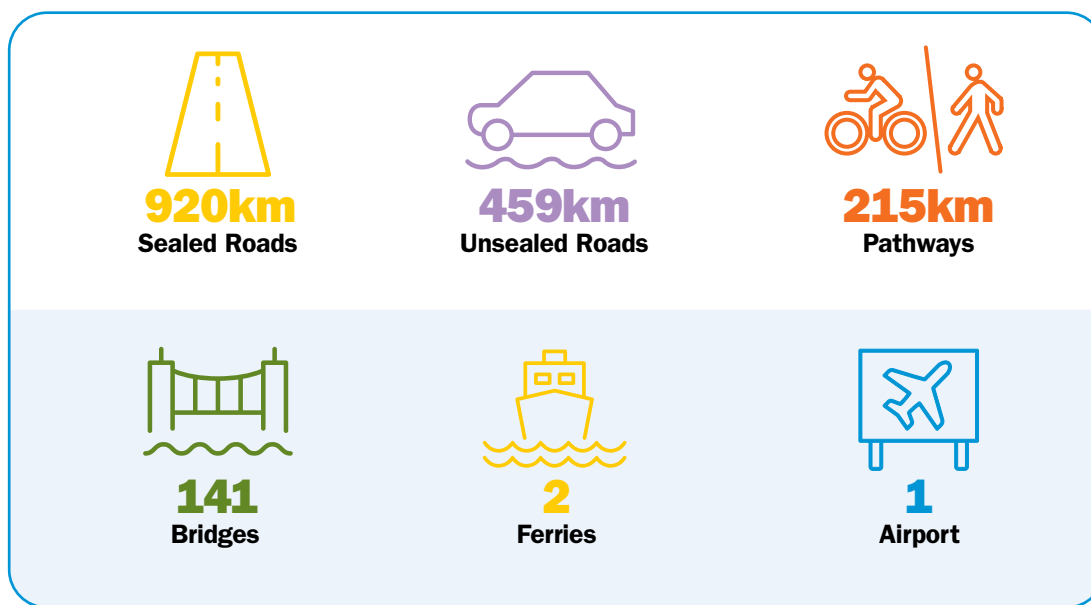 920km
Sealed Roads
459km
Unsealed Roads
215km
Pathways
141
Bridges
2
Ferries
1
Airport